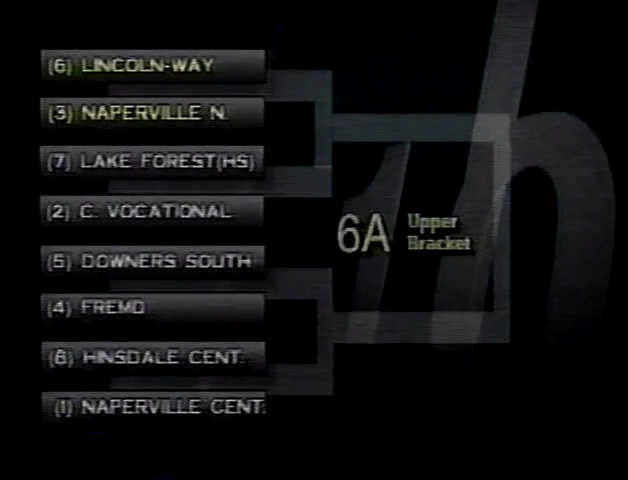 (6) LINCOLN-WAY
(3) NAPERVILLE N.
(7) LAKE FOREST(HS)
(2) C. VOCATIONAL
(5) DOWNERS SOUTH
(4) FREMD
(8) HINSDALE CENT.
(1) NAPERVILLE CENT.
6A Upper
Bracket